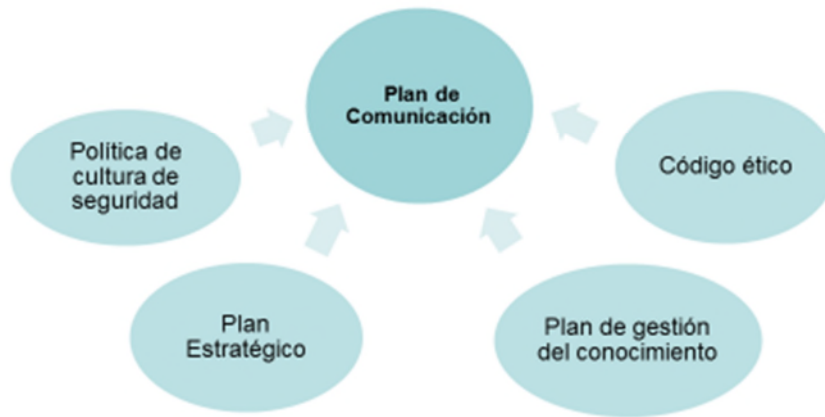 Plan de
Comunicación
Política de
cultura de
seguridad
Código ético
Plan
Estratégico
Plan de gestión
del conocimiento